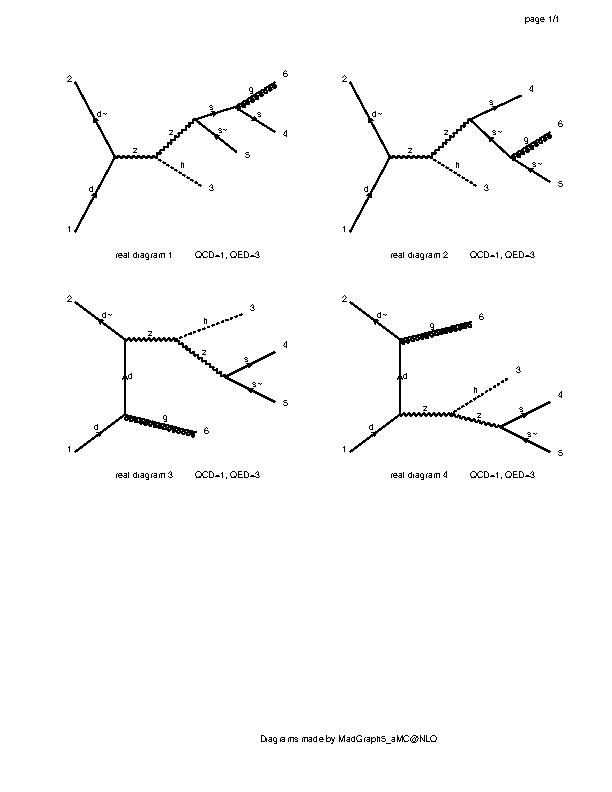 page 1/1
2
d~
d
1
z
z
h
3
s
g
6
s
4
s~
5
real diagram 1 QCD=1, QED=3
2
d~
d
1
z
z
h
3
s
4
s~
g
6
s~
5
real diagram 2 QCD=1, QED=3
2
d~
z
h
3
z
s
4
s~
5
d
d
1
g
6
real diagram 3 QCD=1, QED=3
2
d~
g
6
d
h
3
z
z
s
4
s~
5
d
1
real diagram 4 QCD=1, QED=3
Diagrams made by MadGraph5_aMC@NLO